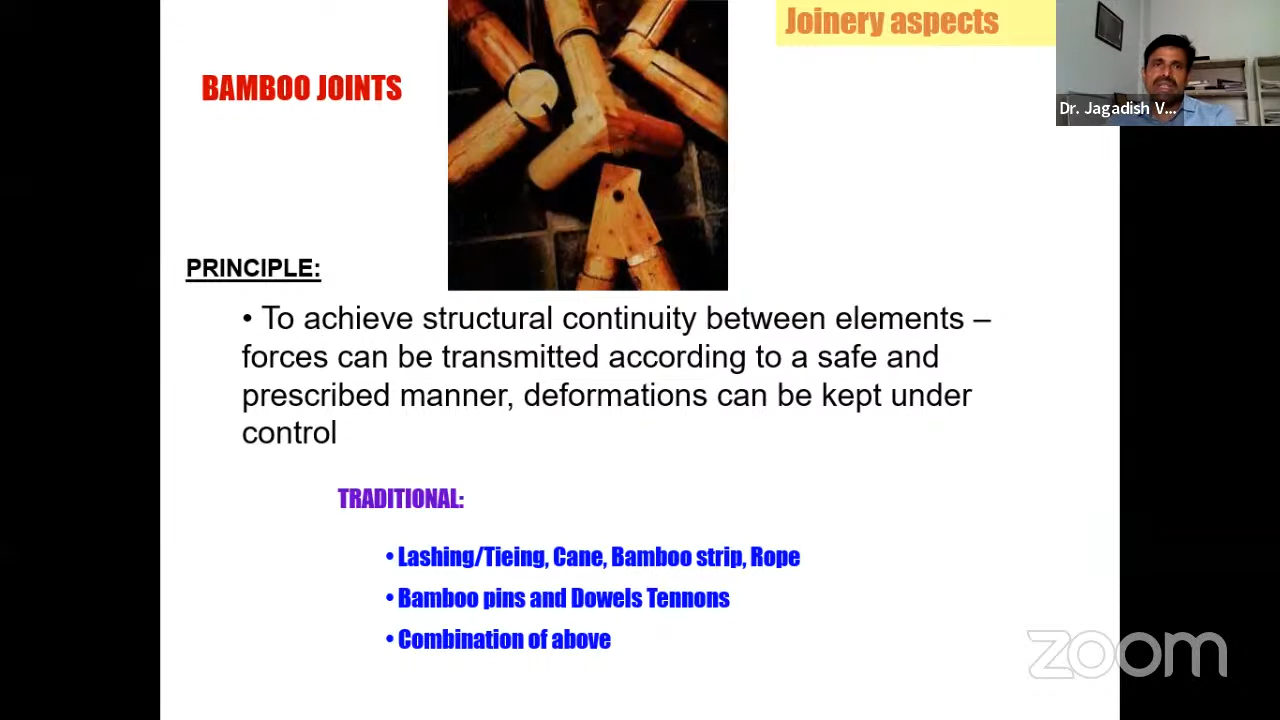 Joinery aspects
BAMBOO JOINTS
Dr. Jagadish V...
PRINCIPLE:
• To achieve structural continuity between elements –
forces can be transmitted according to a safe and
prescribed manner, deformations can be kept under
control
TRADITIONAL:
• Lashing/Tieing, Cane, Bamboo strip, Rope
• Bamboo pins and Dowels Tennons
• Combination of above
zoom